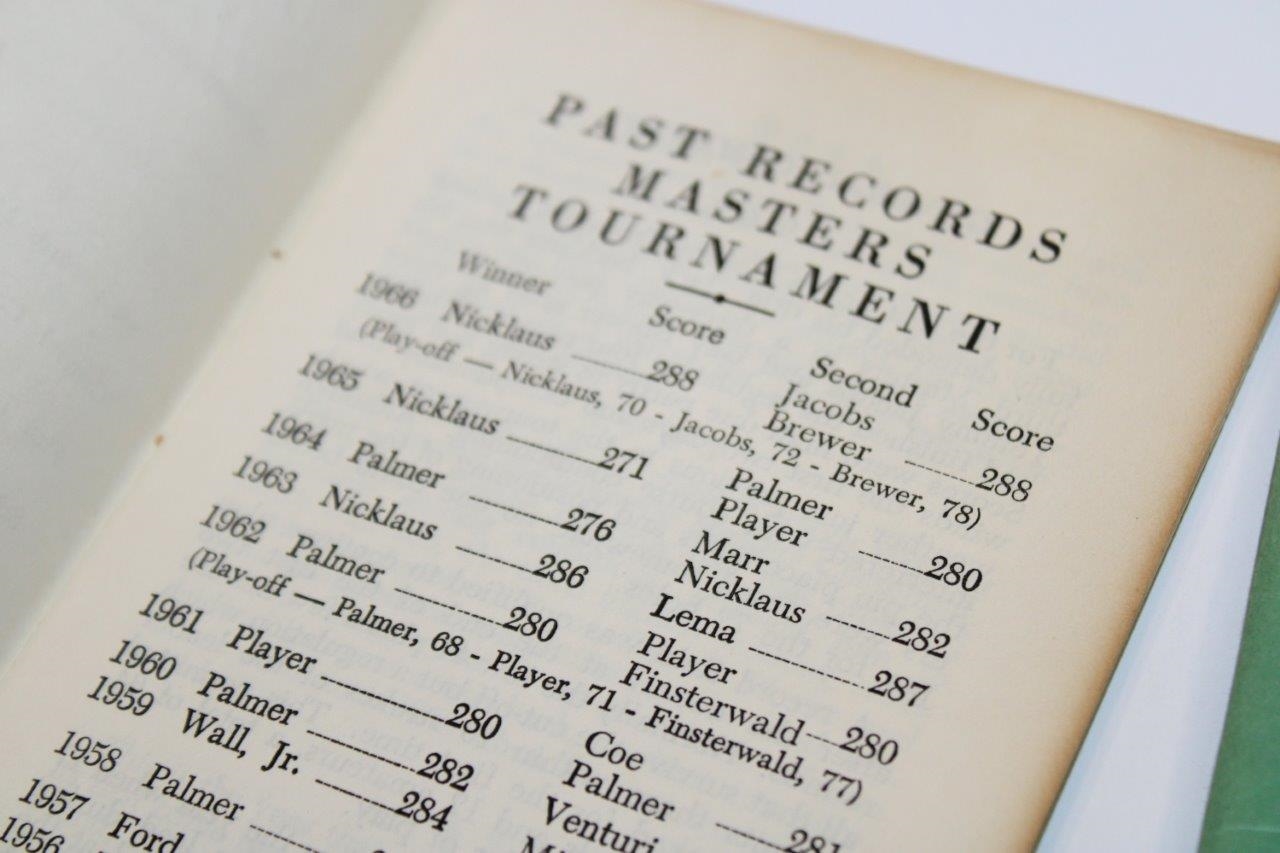 PAST RECORDS
MASTERS
TOURNAMENT
Winner Score Second Score
Jacobs
1966 Nicklaus 288 Brewer 288
(Play-off — Nicklaus, 70 - Jacobs, 72 - Brewer, 78)
Palmer
1965 Nicklaus 271 Player 280
Marr
1964 Palmer 276 Nicklaus 282
1963 Nicklaus 286 Lema 287
Player
1962 Palmer 280 Finsterwald 280
(Play-off — Palmer, 68 - Player, 71 - Finsterwald, 77)
Coe
1961 Player 280 Palmer 281
1960 Palmer 282 Venturi
1959 Wall, Jr. 284
1958 Palmer
1957 Ford
1956